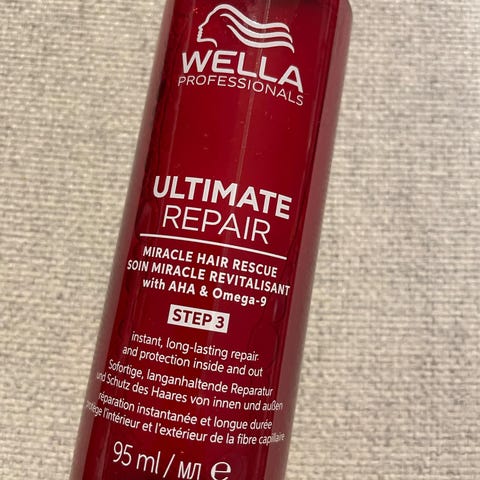 WELLA
PROFESSIONALS
ULTIMATE
REPAIR
MIRACLE HAIR RESCUE
SOIN MIRACLE REVITALISANT
with AHA & Omega-9
STEP 3
instant, long-lasting repair
and protection inside and out
Sofortige, langanhaltende Reparatur
und Schutz des Haares von innen und außen
réparation instantanée et longue durée
protège l'intérieur et l'extérieur de la fibre capillaire
95 ml / МЛ ℮